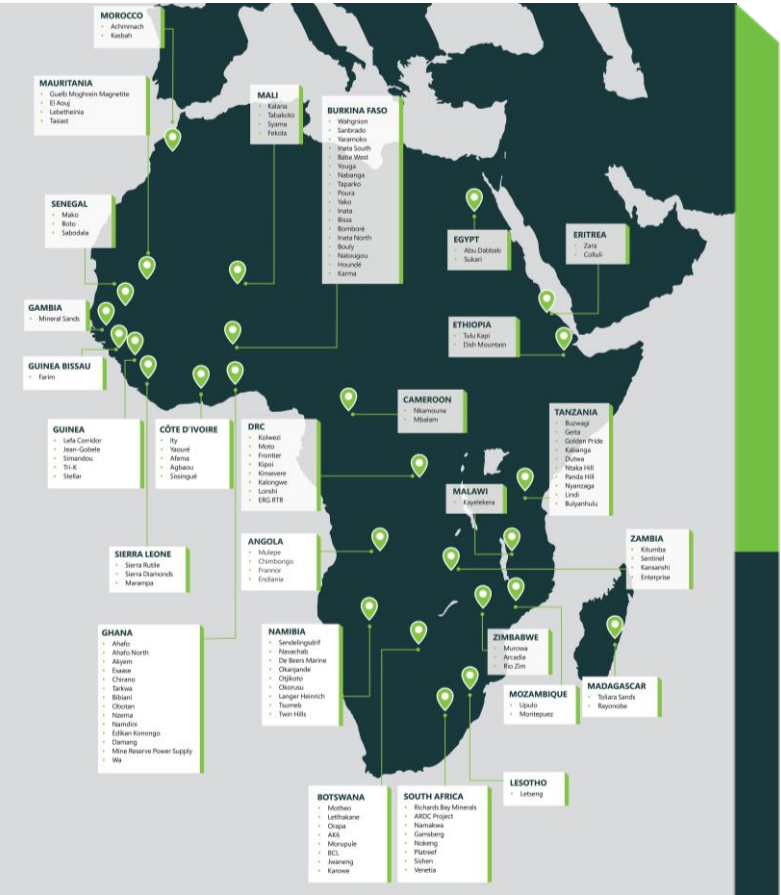 MOROCCO
Achmmach
Kasbah
MAURITANIA
Guelb Moghrein Magnetite
El Aouj
Lebetheinia
Tasiast
MALI
Kalana
Tabakoto
Syama
Fekola
BURKINA FASO
Wahgnion
Sanbrado
Yaramoko
Inata South
Batie West
Youga
Nabanga
Taparko
Poura
Yako
Inata
Bissa
Bomboré
Inata North
Bouly
Natougou
Houndé
Karma
SENEGAL
Mako
Boto
Sabodala
EGYPT
Abu Dabbab
Sukari
ERITREA
Zara
Colluli
GAMBIA
Mineral Sands
ETHIOPIA
Tulu Kapi
Dish Mountain
GUINEA BISSAU
Farim
CAMEROON
Nkamouna
Mbalam
GUINEA
Lefa Corridor
Jean-Gobele
Simandou
Tri-K
Stellar
CÔTE D'IVOIRE
Ity
Yaouré
Afema
Agbaou
Sissingué
DRC
Kolwezi
Moto
Frontier
Kipoi
Kinsevere
Kalongwe
Lonshi
ERG RTR
TANZANIA
Buzwagi
Geita
Golden Pride
Kabanga
Dutwa
Ntaka Hill
Panda Hill
Nyanzaga
Lindi
Bulyanhulu
MALAWI
Kayelekera
ANGOLA
Mulepe
Chimbongo
Frannor
Endiania
ZAMBIA
Kitumba
Sentinel
Kansanshi
Enterprise
SIERRA LEONE
Sierra Rutile
Sierra Diamonds
Marampa
GHANA
Ahafo
Ahafo North
Akyem
Esaase
Chirano
Tarkwa
Bibiani
Obotan
Nzema
Namdini
Edikan Konongo
Damang
Mine Reserve Power Supply
Wa
NAMIBIA
Sendelingsdrif
Navachab
De Beers Marine
Okanjande
Otjikoto
Okorusu
Langer Heinrich
Tsumeb
Twin Hills
ZIMBABWE
Murowa
Arcadia
Rio Zim
MOZAMBIQUE
Upulo
Montepuez
MADAGASCAR
Toliara Sands
Rayonobe
LESOTHO
Letseng
BOTSWANA
Motheo
Letlhakane
Orapa
AK6
Morupule
BCL
Jwaneng
Karowe
SOUTH AFRICA
Richards Bay Minerals
ARDC Project
Namakwa
Gamsberg
Nokeng
Platreef
Sishen
Venetia